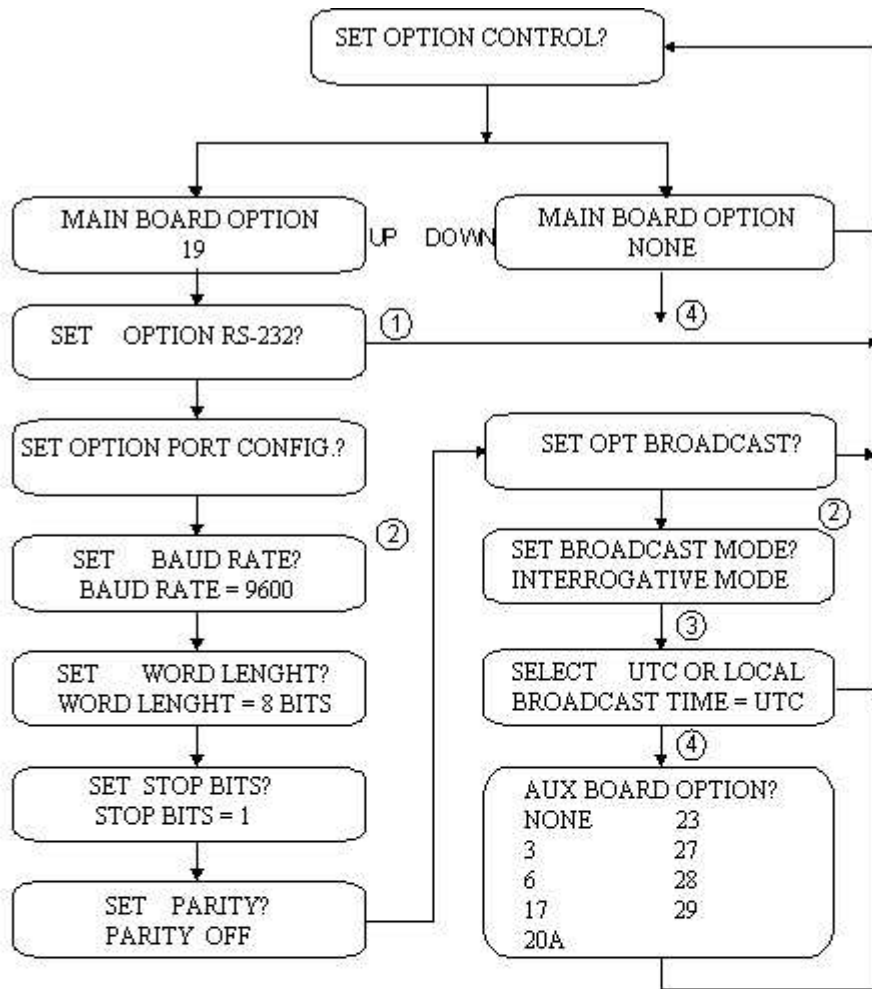 SET OPTION CONTROL?
MAIN BOARD OPTION
19
UP DOWN
MAIN BOARD OPTION
NONE
④
SET OPTION RS-232?
①
SET OPTION PORT CONFIG.?
②
SET BAUD RATE?
BAUD RATE = 9600
SET WORD LENGHT?
WORD LENGHT = 8 BITS
SET STOP BITS?
STOP BITS = 1
SET PARITY?
PARITY OFF
SET OPT BROADCAST?
②
SET BROADCAST MODE?
INTERROGATIVE MODE
③
SELECT UTC OR LOCAL
BROADCAST TIME = UTC
④
AUX BOARD OPTION?
NONE 23
3 27
6 28
17 29
20A